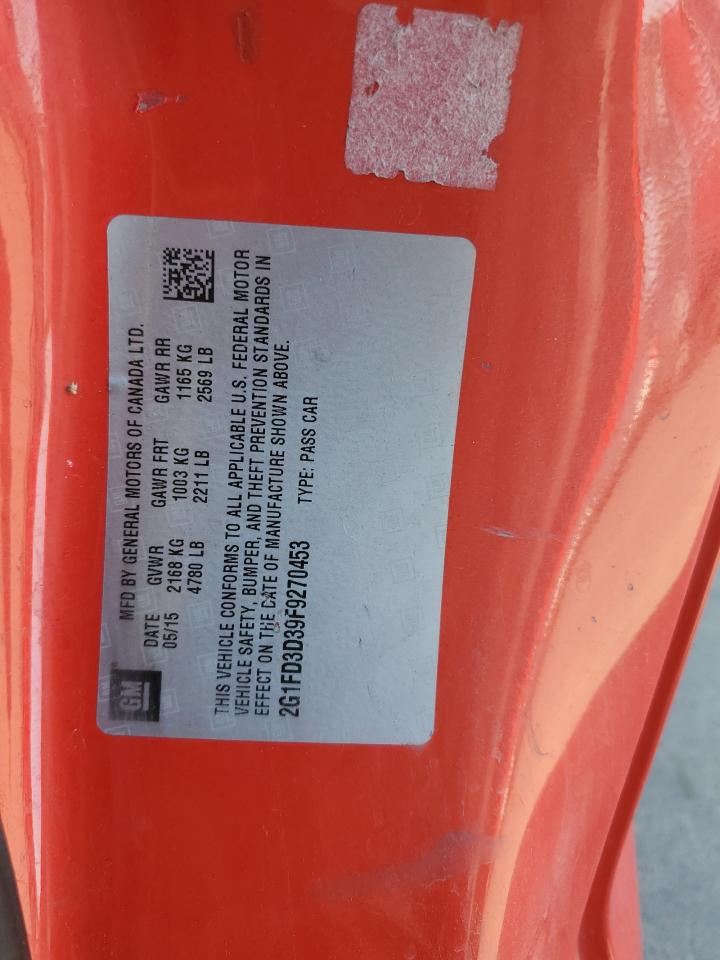 GM
MFD BY GENERAL MOTORS OF CANADA LTD.
DATE GVWR GAWR FRT GAWR RR
05/15 2168 KG 1003 KG 1165 KG
4780 LB 2211 LB 2569 LB
THIS VEHICLE CONFORMS TO ALL APPLICABLE U.S. FEDERAL MOTOR
VEHICLE SAFETY, BUMPER, AND THEFT PREVENTION STANDARDS IN
EFFECT ON THE DATE OF MANUFACTURE SHOWN ABOVE.
2G1FD3D39F9270453 TYPE: PASS CAR